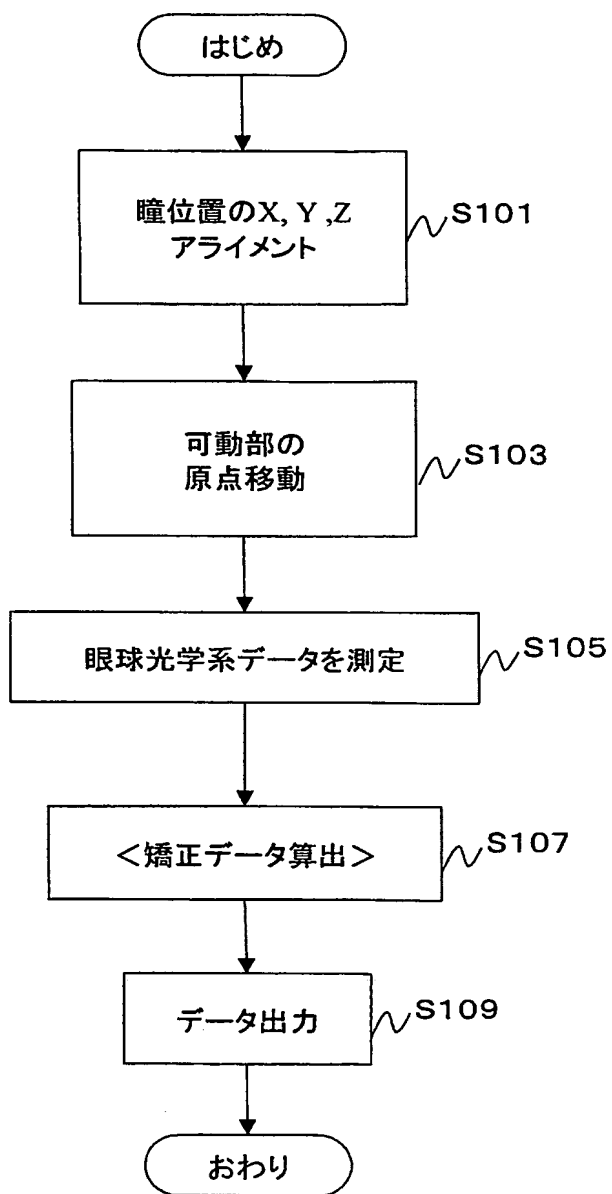 はじめ
瞳位置のX, Y ,Z
アライメント
S101
可動部の
原点移動
S103
眼球光学系データを測定
S105
<矯正データ算出>
S107
データ出力
S109
おわり